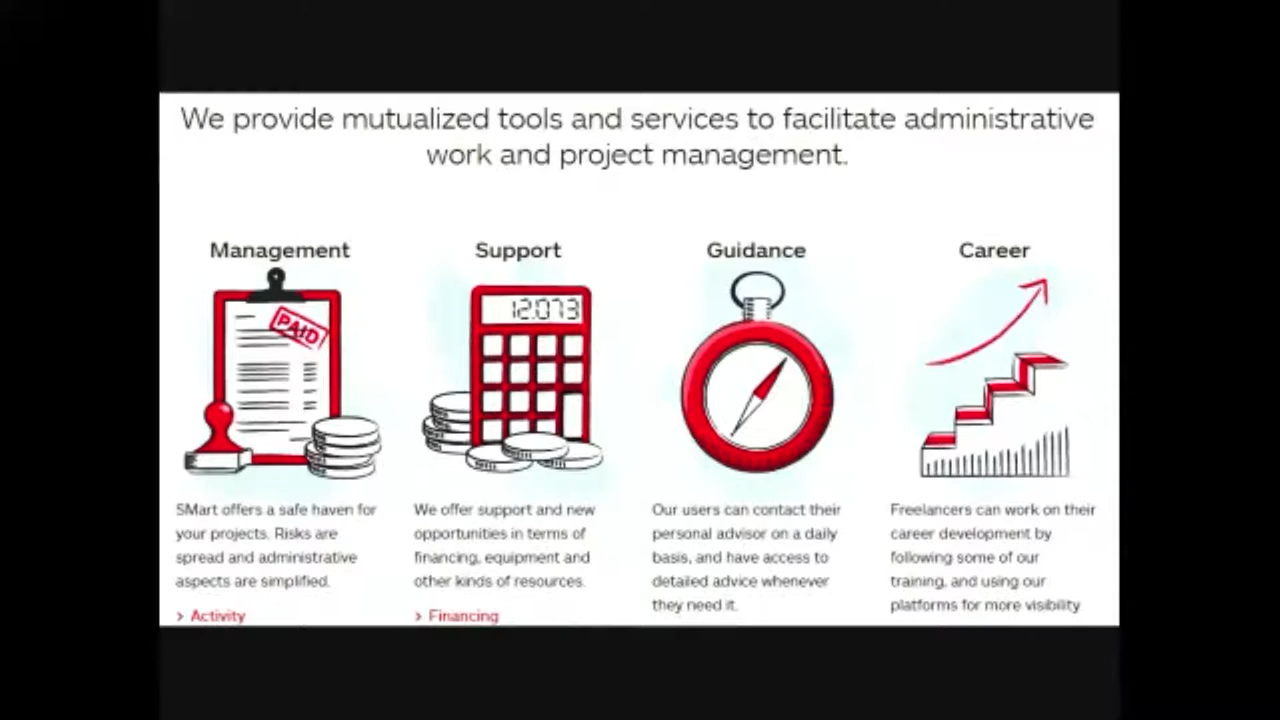 We provide mutualized tools and services to facilitate administrative
work and project management.
Management
Support
Guidance
Career
PAID
12.073
SMart offers a safe haven for
your projects. Risks are
spread and administrative
aspects are simplified.
> Activity
We offer support and new
opportunities in terms of
financing, equipment and
other kinds of resources.
> Financing
Our users can contact their
personal advisor on a daily
basis, and have access to
detailed advice whenever
they need it.
Freelancers can work on their
career development by
following some of our
training, and using our
platforms for more visibility